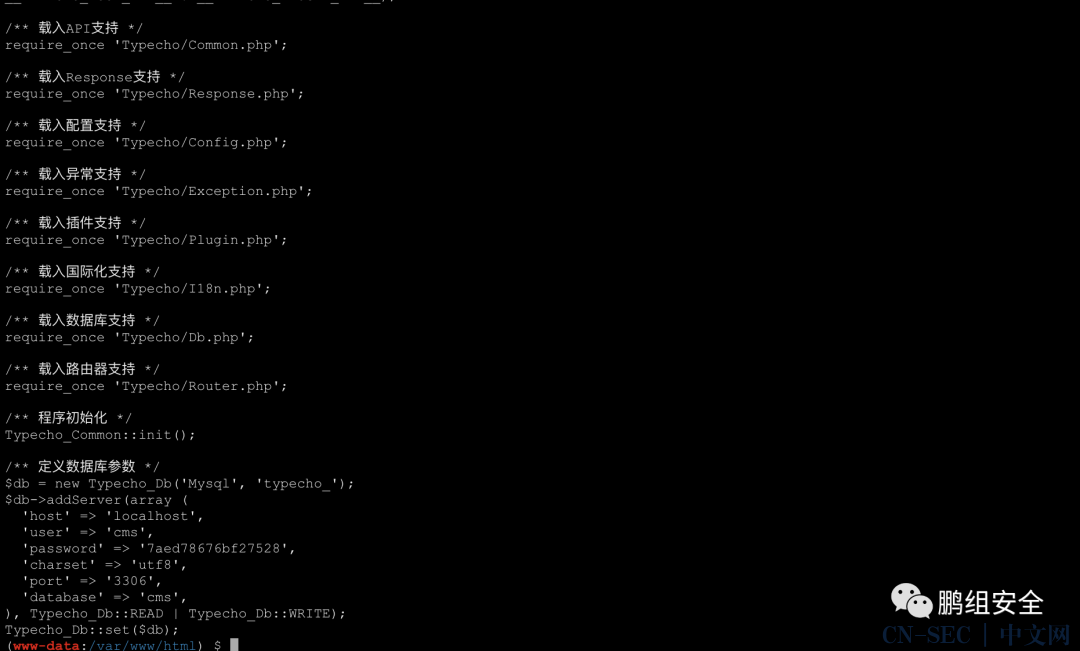 /** 载入API支持 */
require_once 'Typecho/Common.php';
/** 载入Response支持 */
require_once 'Typecho/Response.php';
/** 载入配置支持 */
require_once 'Typecho/Config.php';
/** 载入异常支持 */
require_once 'Typecho/Exception.php';
/** 载入插件支持 */
require_once 'Typecho/Plugin.php';
/** 载入国际化支持 */
require_once 'Typecho/I18n.php';
/** 载入数据库支持 */
require_once 'Typecho/Db.php';
/** 载入路由器支持 */
require_once 'Typecho/Router.php';
/** 程序初始化 */
Typecho_Common::init();
/** 定义数据库参数 */
$db = new Typecho_Db('Mysql', 'typecho_');
$db->addServer(array (
  'host' => 'localhost',
  'user' => 'cms',
  'password' => '7aed78676bf27528',
  'charset' => 'utf8',
  'port' => '3306',
  'database' => 'cms',
), Typecho_Db::READ | Typecho_Db::WRITE);
Typecho_Db::set($db);
(www-data:/var/www/html) $
鹏组安全
CN-SEC | 中文网